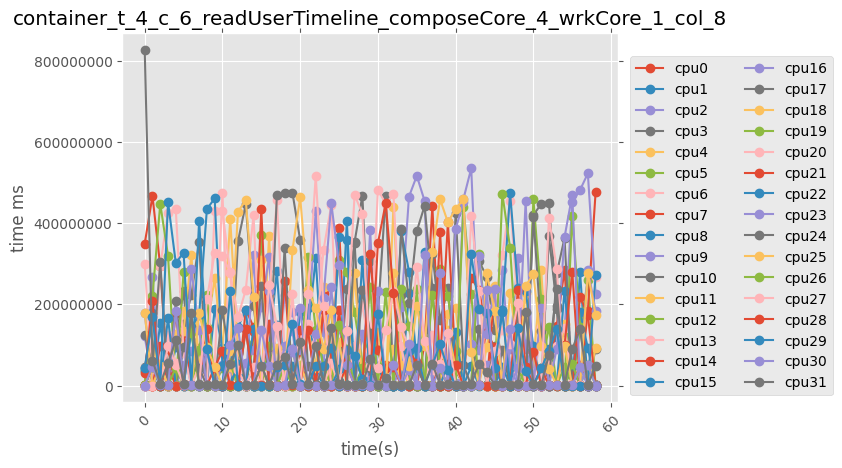 container_t_4_c_6_readUserTimeline_composeCore_4_wrkCore_1_col_8
800000000
600000000
400000000
200000000
0
time ms
0
10
20
30
40
50
60
time(s)
cpu0
cpu1
cpu2
cpu3
cpu4
cpu5
cpu6
cpu7
cpu8
cpu9
cpu10
cpu11
cpu12
cpu13
cpu14
cpu15
cpu16
cpu17
cpu18
cpu19
cpu20
cpu21
cpu22
cpu23
cpu24
cpu25
cpu26
cpu27
cpu28
cpu29
cpu30
cpu31